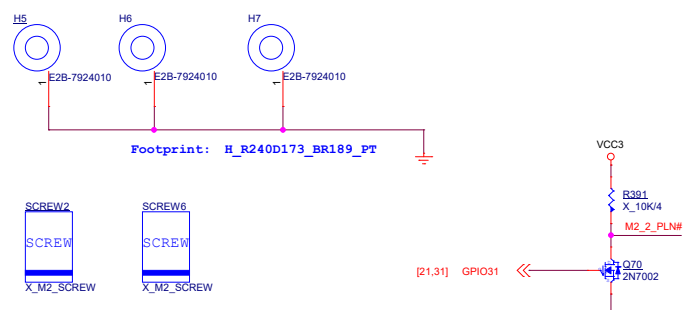 H5
H6
H7
E2B-7924010
E2B-7924010
E2B-7924010
1
1
1
Footprint: H_R240D173_BR189_PT
VCC3
R391
X_10K/4
M2_2_PLN#
SCREW2
SCREW6
SCREW
SCREW
X_M2_SCREW
X_M2_SCREW
[21,31] GPIO31
Q70
2N7002